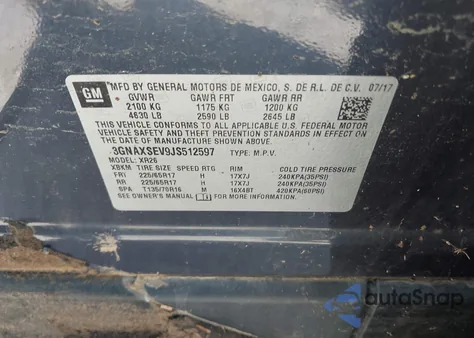 GM
MFD BY GENERAL MOTORS DE MEXICO, S. DE R.L. DE C.V. 07/17
GVWR GAWR FRT GAWR RR
2100 KG 1175 KG 1200 KG
4630 LB 2590 LB 2645 LB
THIS VEHICLE CONFORMS TO ALL APPLICABLE U.S. FEDERAL MOTOR VEHICLE SAFETY, BUMPER, AND THEFT PREVENTION STANDARDS IN EFFECT ON THE DATE OF MANUFACTURE SHOWN ABOVE.
3GNAXSEV9JS512597 TYPE: M.P.V.
MODEL: XR26
XBKM TIRE SIZE SPEED RTG RIM COLD TIRE PRESSURE
FRT 225/65R17 H 17X7J 240KPA(35PSI)
RR 225/65R17 H 17X7J 240KPA(35PSI)
SPA T135/70R16 M 16X4BT 420KPA(60PSI)
SEE OWNER'S MANUAL FOR MORE INFORMATION.
autoSnap